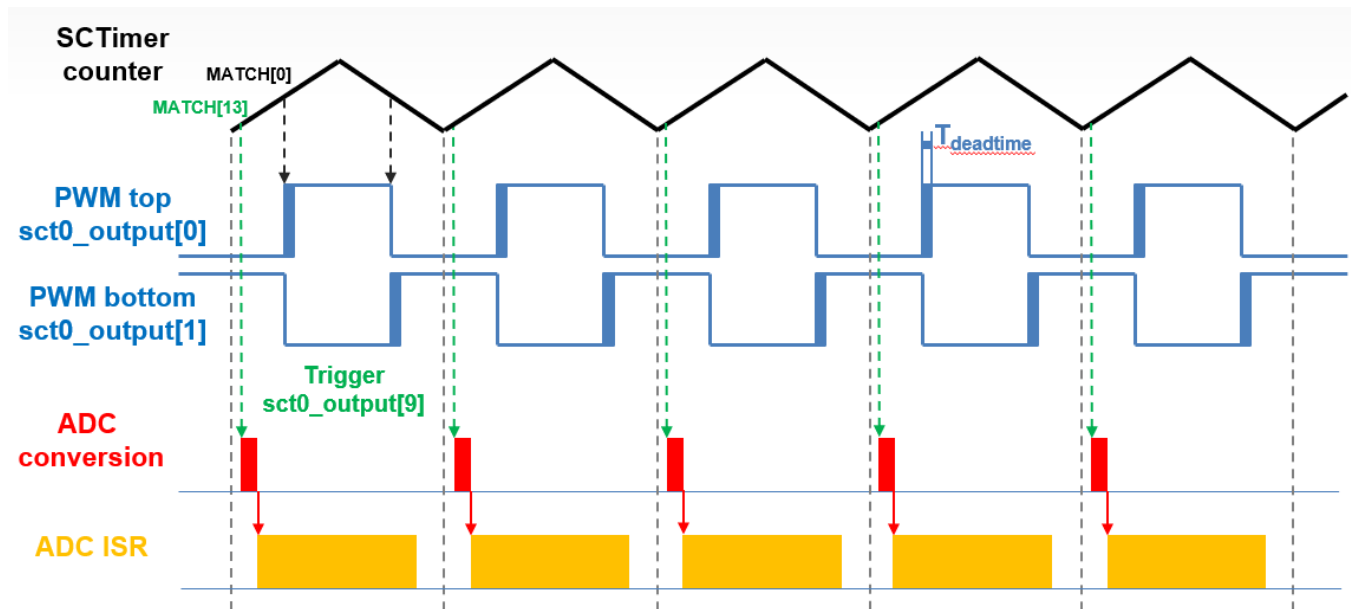 SCTimer
counter
MATCH[0]
MATCH[13]
T deadtime
PWM top
sct0_output[0]
PWM bottom
sct0_output[1]
Trigger
sct0_output[9]
ADC
conversion
ADC ISR